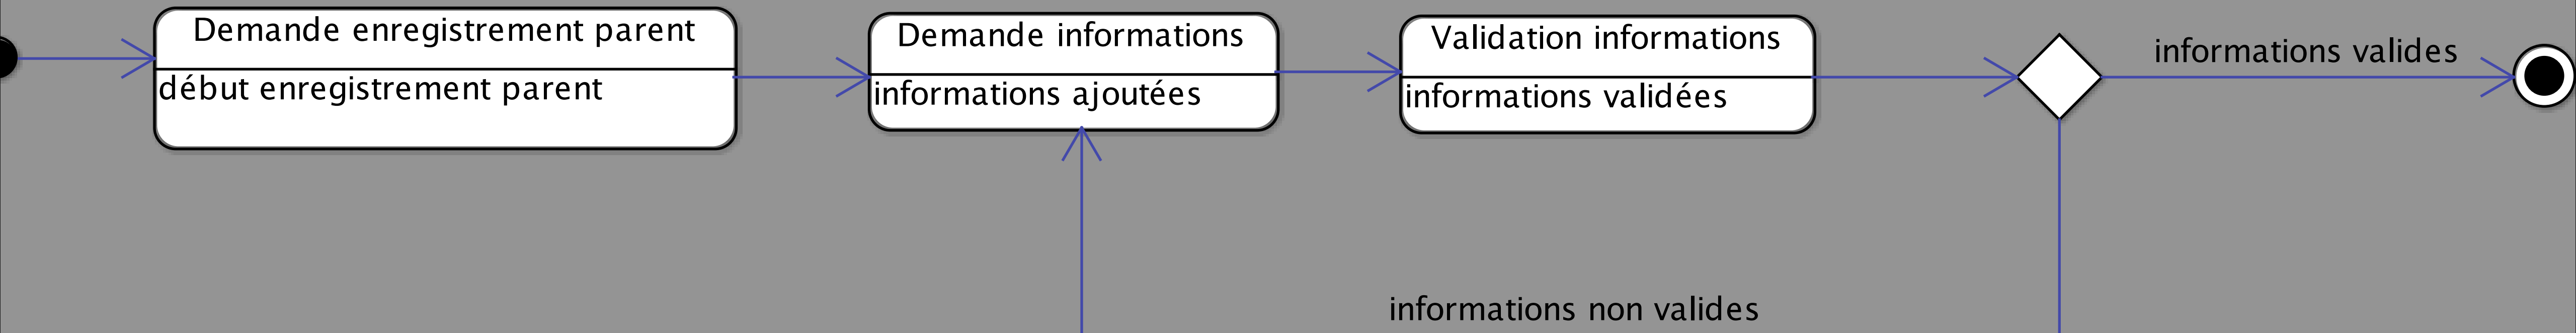 Demande enregistrement parent
début enregistrement parent
Demande informations
informations ajoutées
Validation informations
informations validées
informations valides
informations non valides